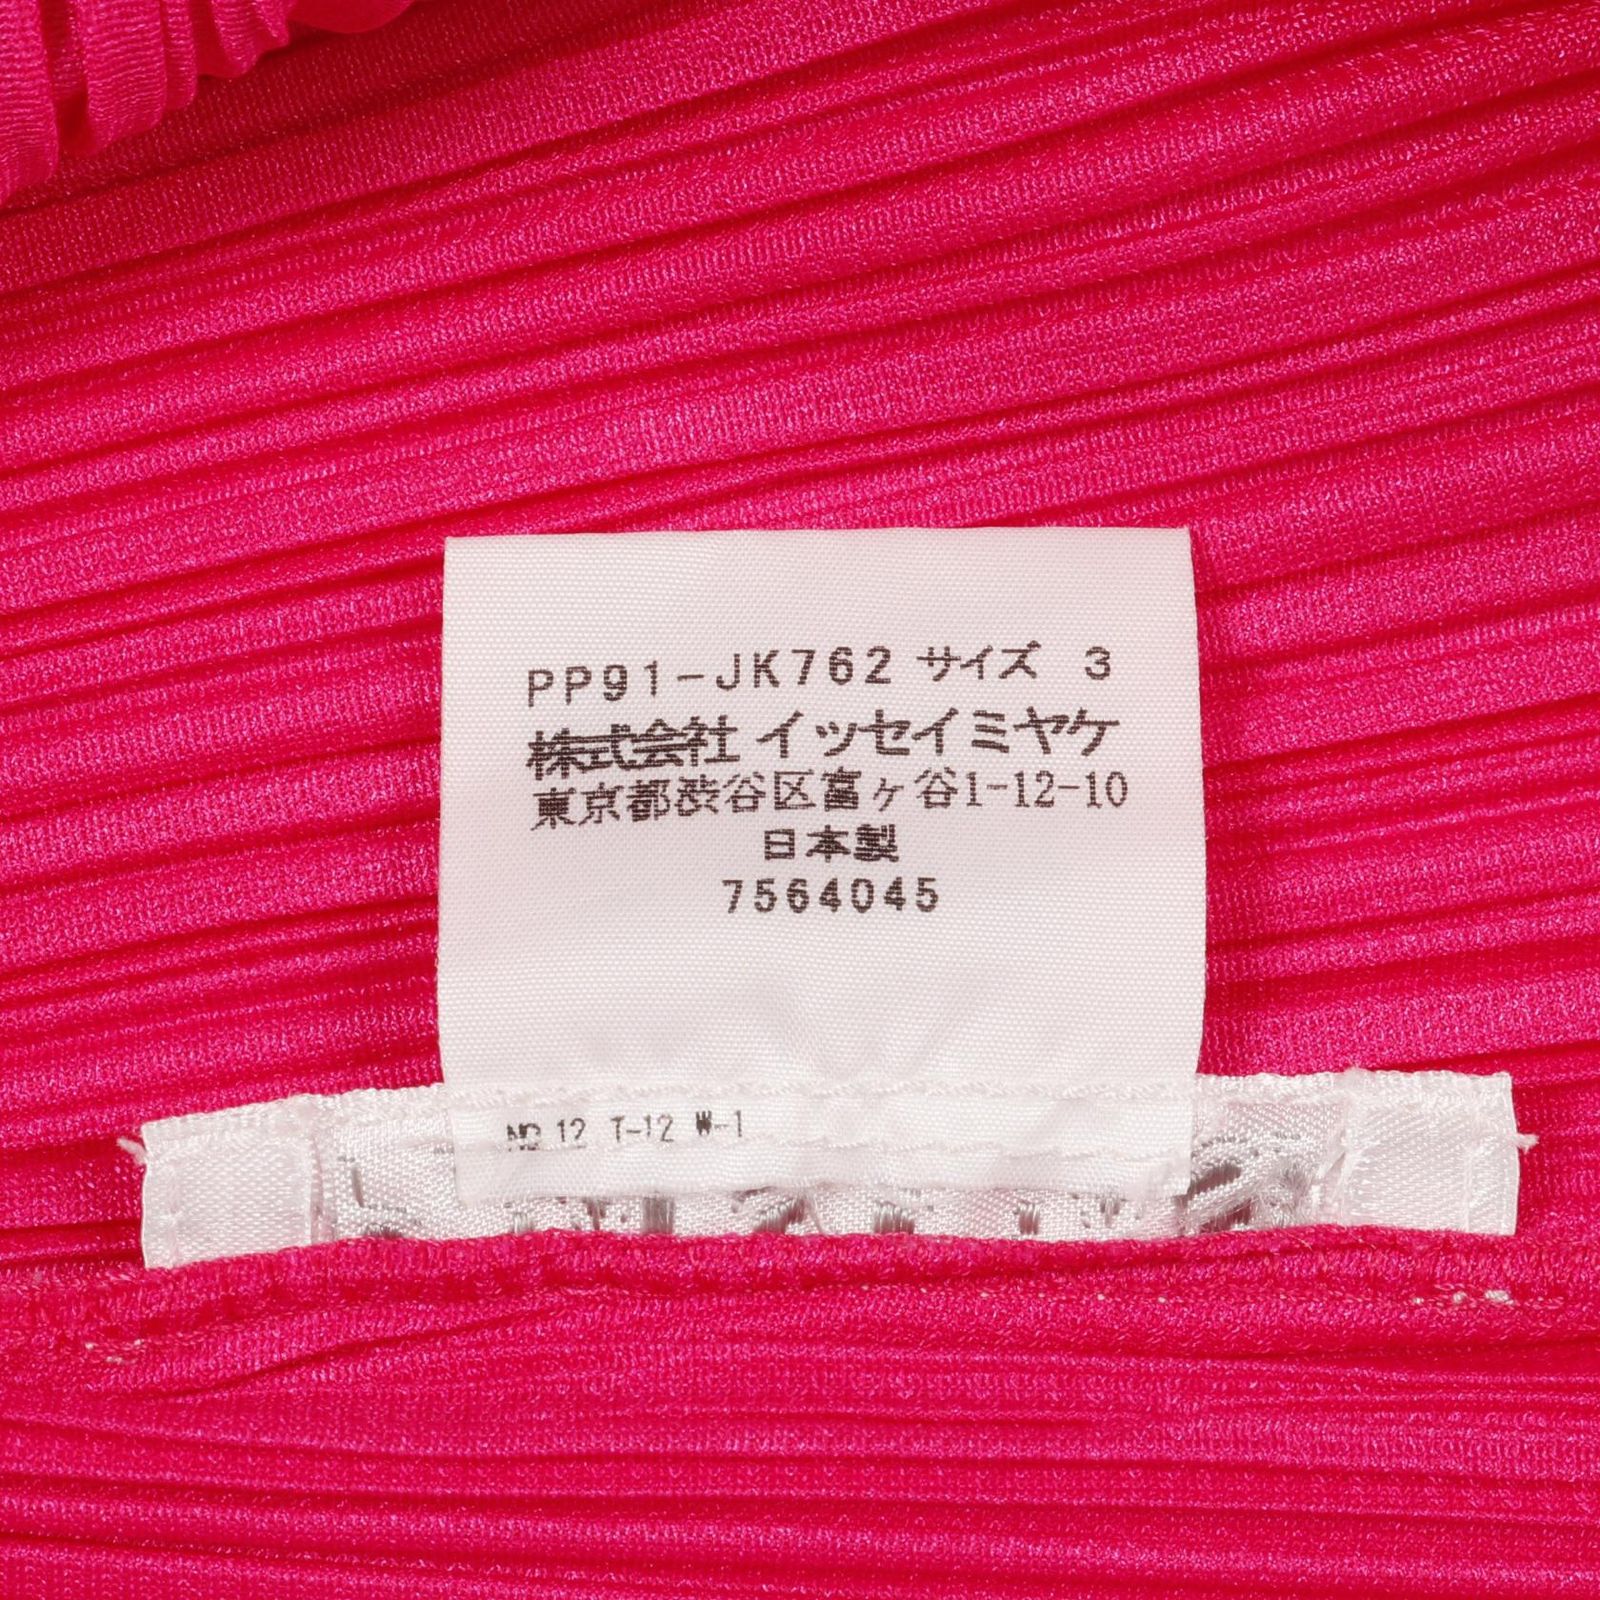 PP91-JK762 サイズ 3
株式会社 イッセイミヤケ
東京都渋谷区富ヶ谷1-12-10
日本製
7564045
NO 12 T-12 W-1